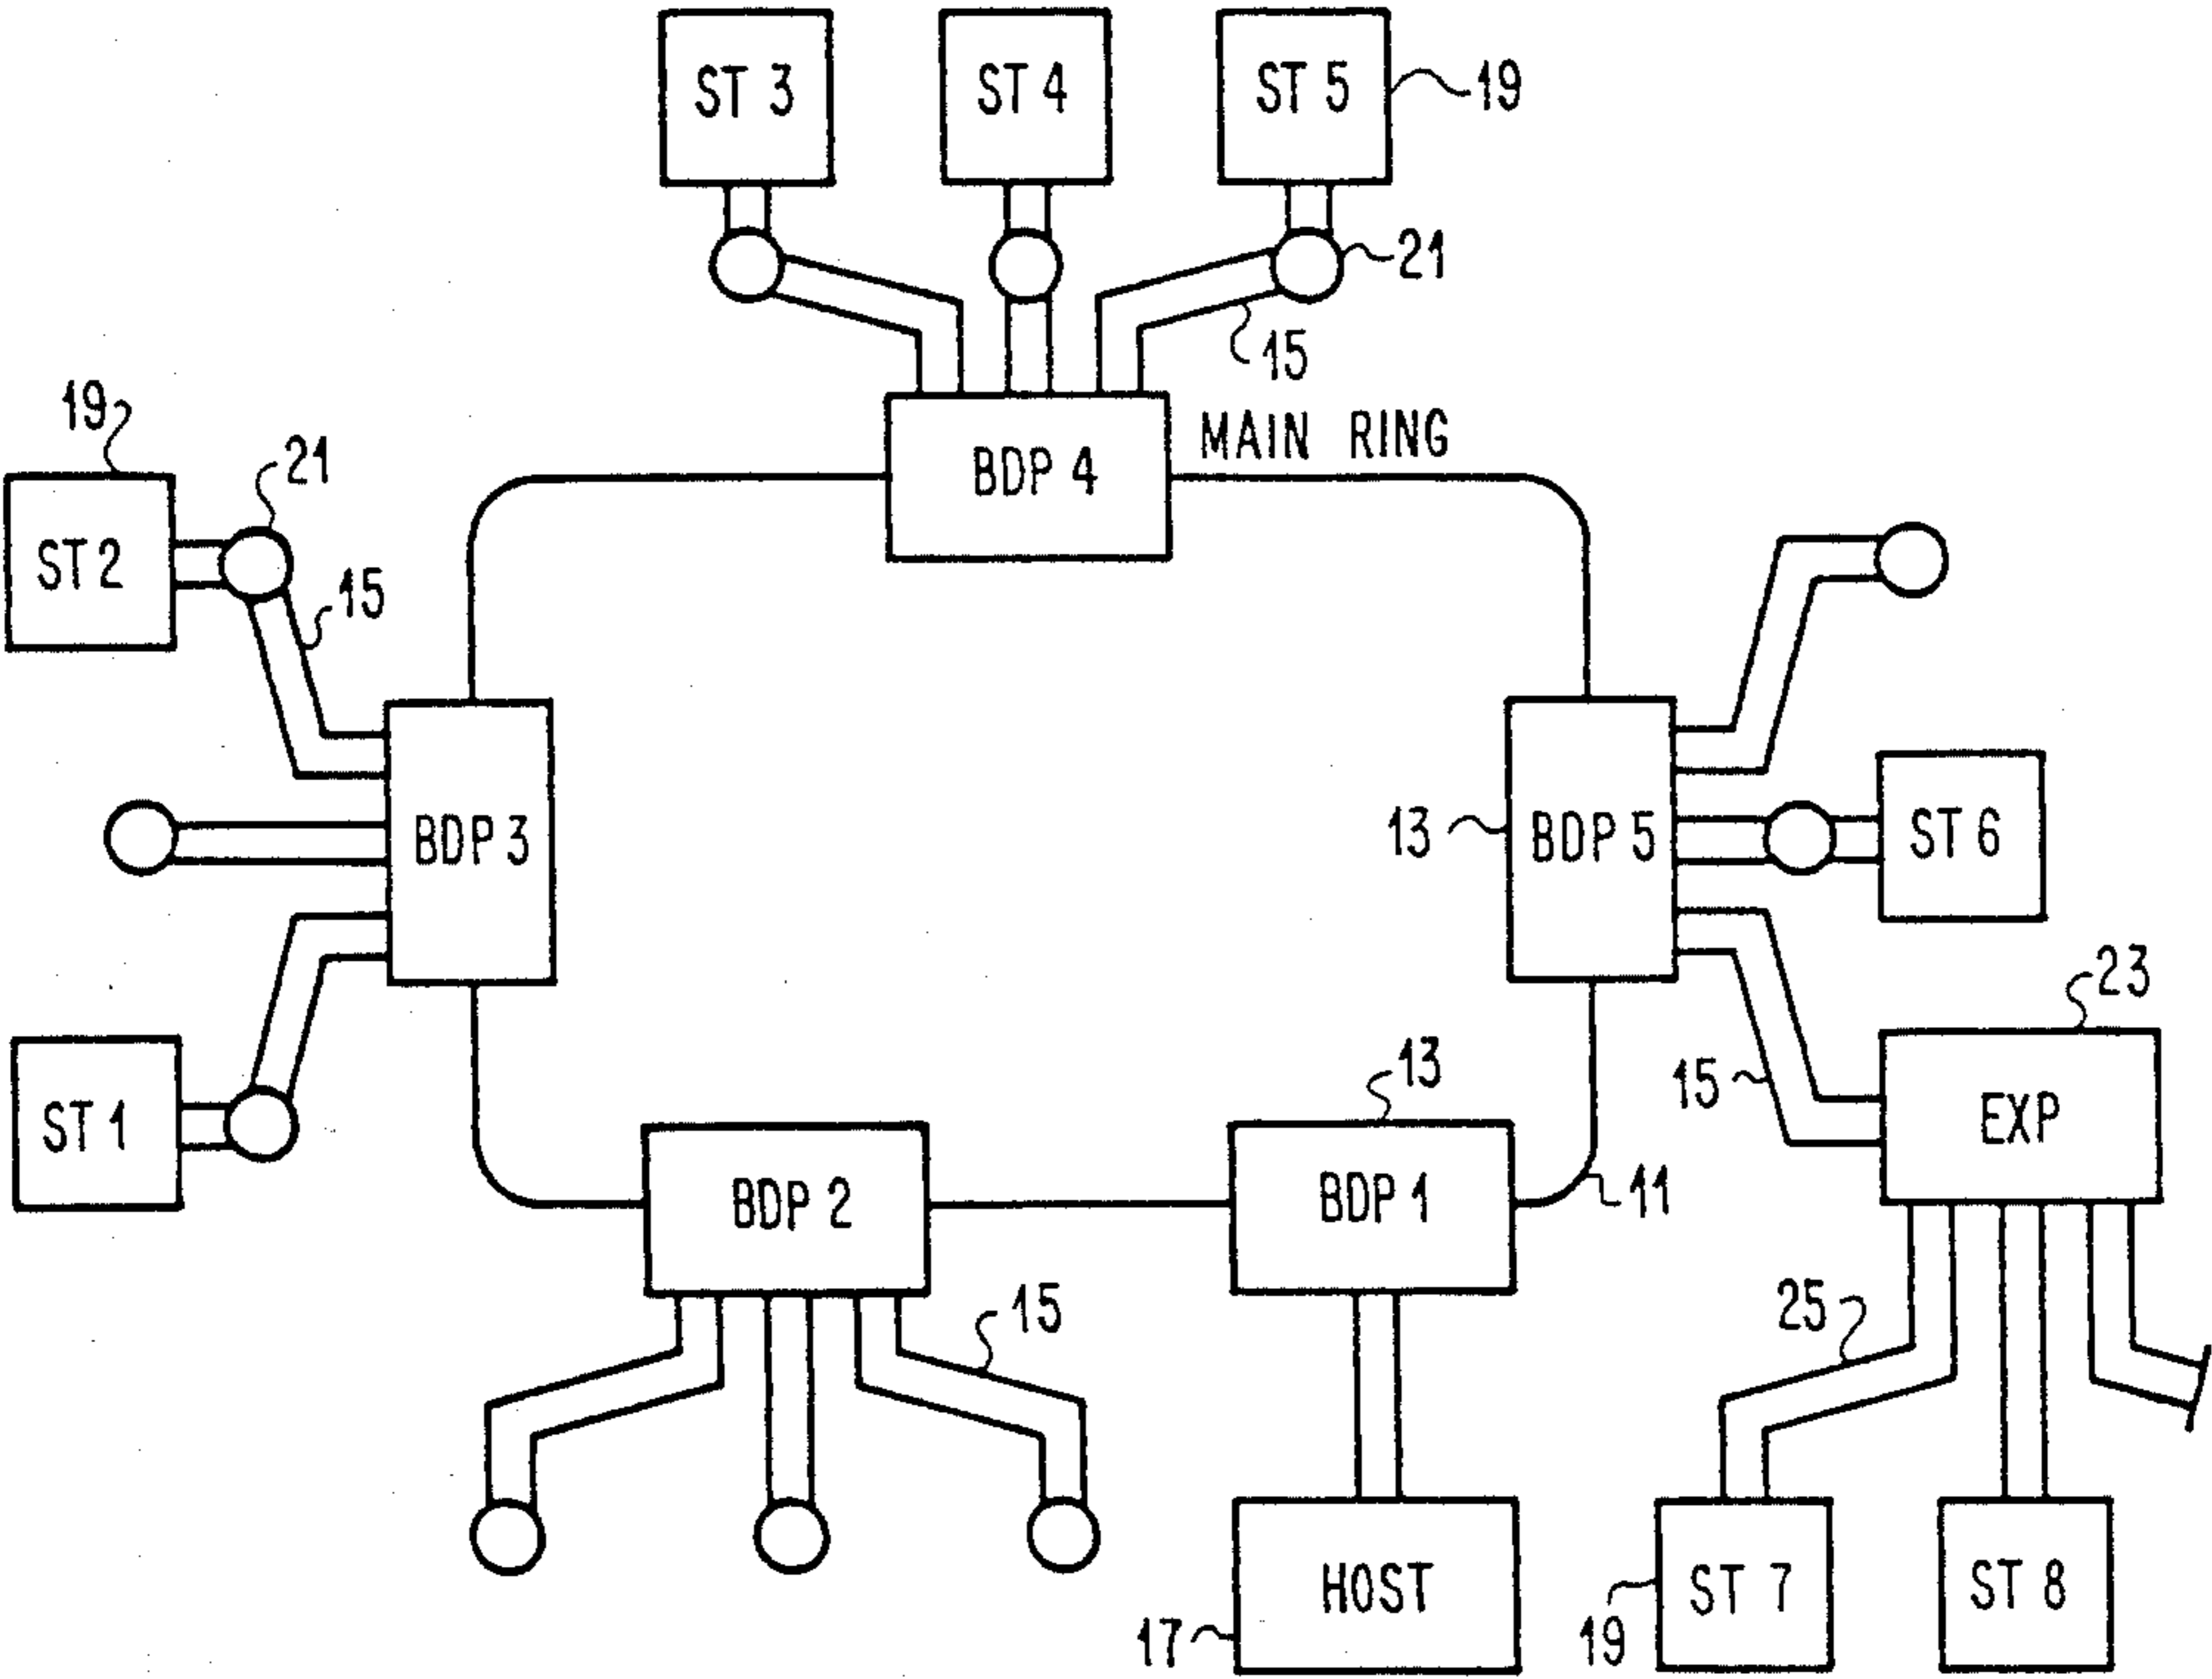 ST 3
ST 4
ST 5
19
21
15
19
21
MAIN RING
BDP 4
ST 2
15
13
BDP 5
ST 6
BDP 3
23
13
15
EXP
ST 1
BDP 2
BDP 1
11
15
25
HOST
ST 7
ST 8
17
19